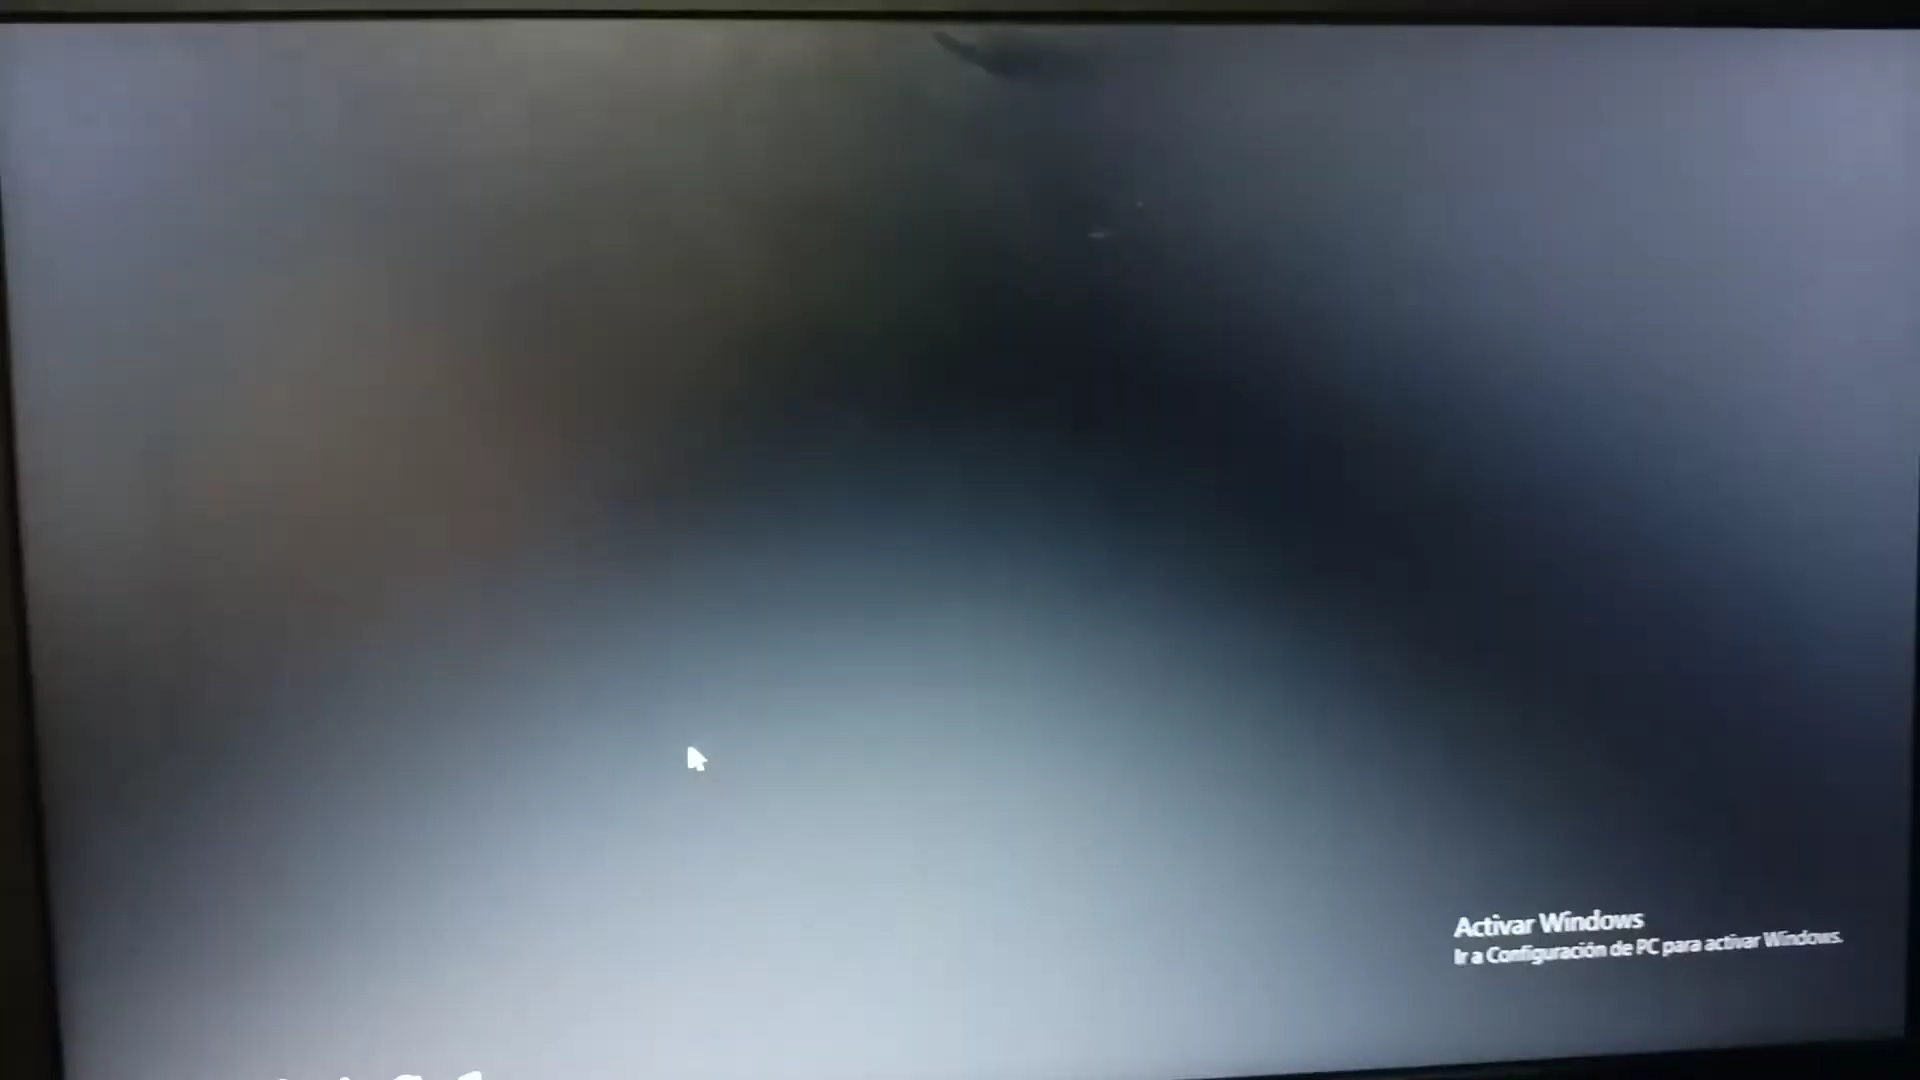 Activar Windows
Ir a Configuración de PC para activar Windows.